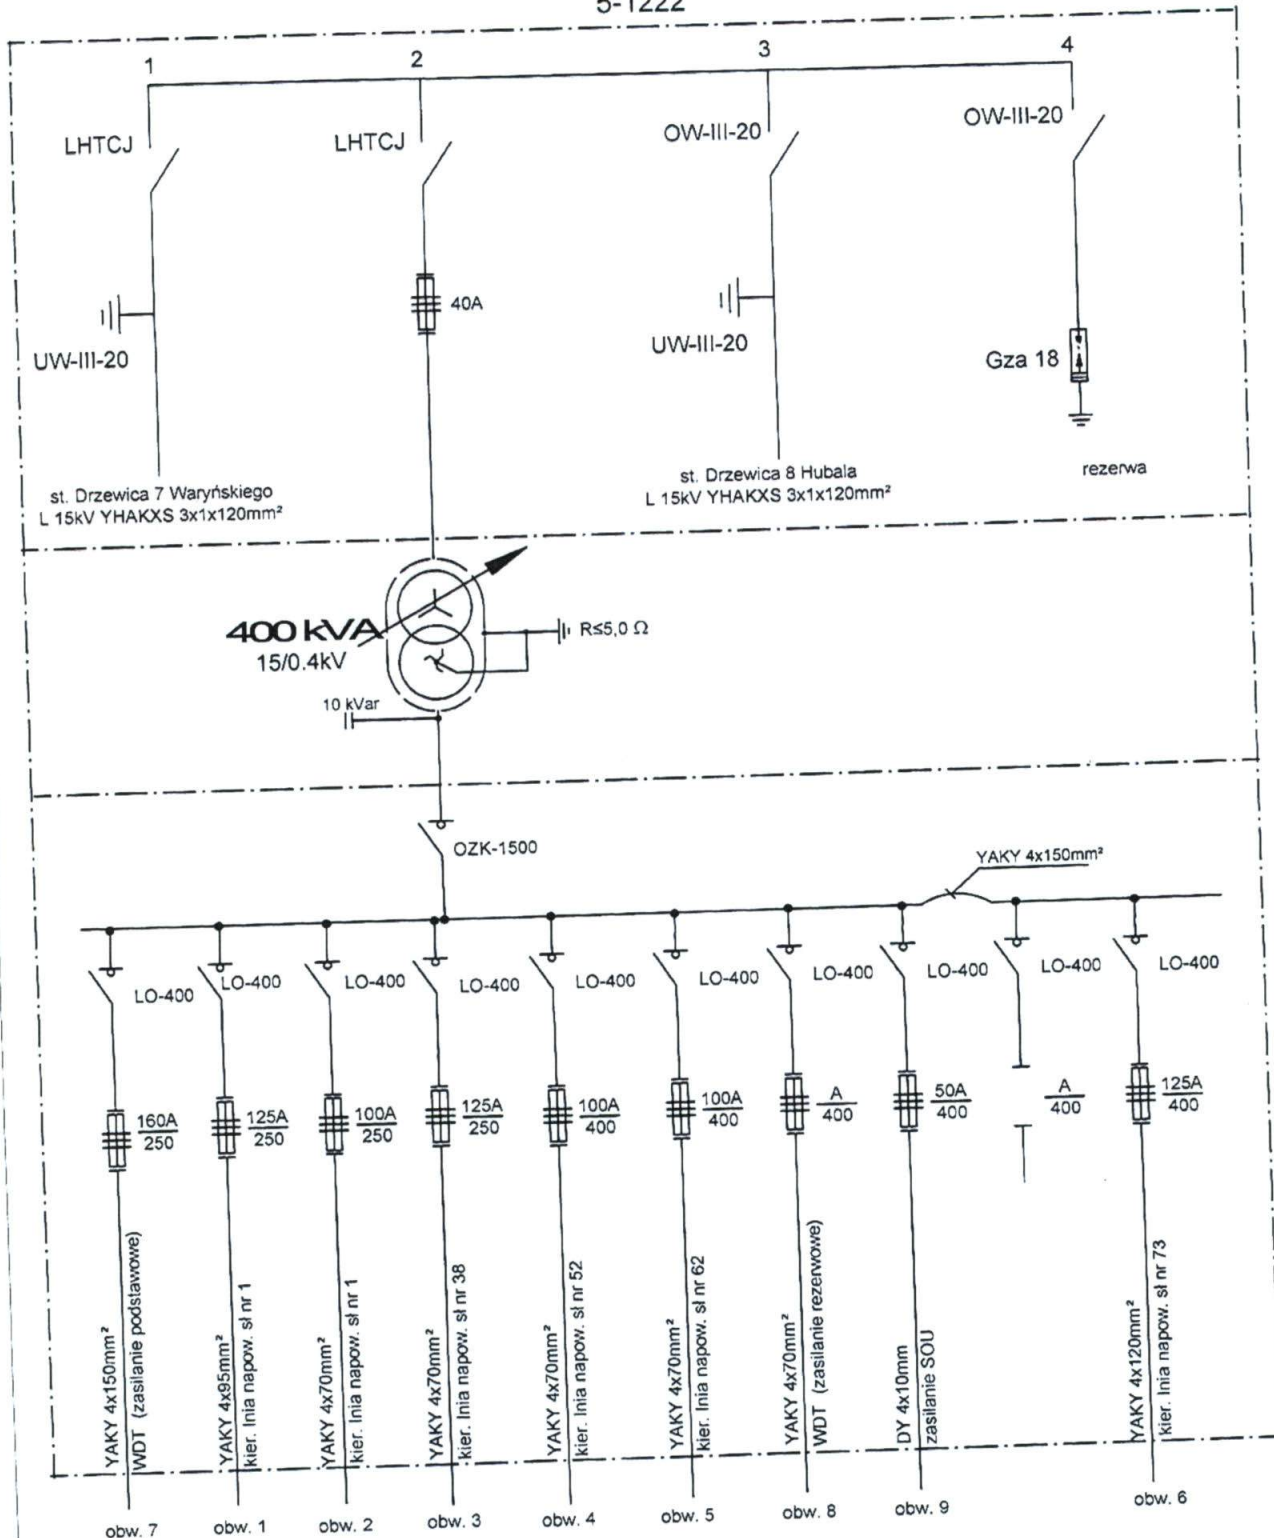 5-1222
1
2
3
4
LHTCJ
LHTCJ
OW-III-20
OW-III-20
40A
UW-III-20
UW-III-20
Gza 18
st. Drzewica 7 Waryńskiego
L 15kV YHAKXS 3x1x120mm²
st. Drzewica 8 Hubala
L 15kV YHAKXS 3x1x120mm²
rezerwa
400 kVA
15/0.4kV
R≤5,0 Ω
10 kVar
OZK-1500
YAKY 4x150mm²
LO-400
LO-400
LO-400
LO-400
LO-400
LO-400
LO-400
LO-400
LO-400
LO-400
160A
250
125A
250
100A
250
125A
250
100A
400
100A
400
A
400
50A
400
A
400
125A
400
YAKY 4x150mm²
WDT (zasilanie podstawowe)
YAKY 4x95mm²
kier. lnia napow. sł nr 1
YAKY 4x70mm²
kier. lnia napow. sł nr 1
YAKY 4x70mm²
kier. lnia napow. sł nr 38
YAKY 4x70mm²
kier. lnia napow. sł nr 52
YAKY 4x70mm²
kier. lnia napow. sł nr 62
YAKY 4x70mm²
WDT (zasilanie rezerwowe)
DY 4x10mm
zasilanie SOU
YAKY 4x120mm²
kier. lnia napow. sł nr 73
obw. 7
obw. 1
obw. 2
obw. 3
obw. 4
obw. 5
obw. 8
obw. 9
obw. 6